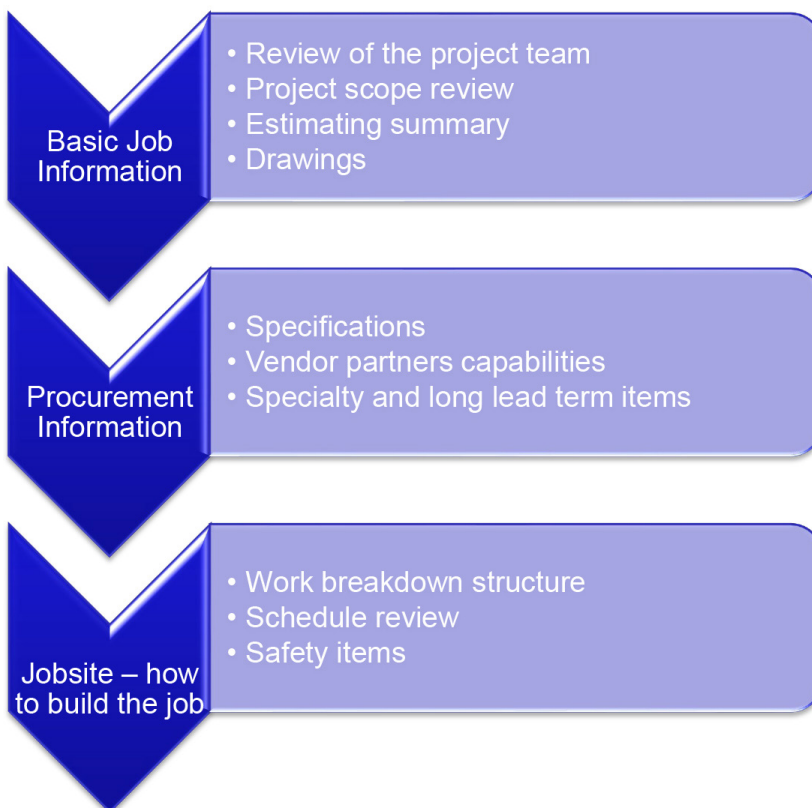 Basic Job
Information
• Review of the project team
• Project scope review
• Estimating summary
• Drawings
Procurement
Information
• Specifications
• Vendor partners capabilities
• Specialty and long lead term items
Jobsite – how
to build the job
• Work breakdown structure
• Schedule review
• Safety items